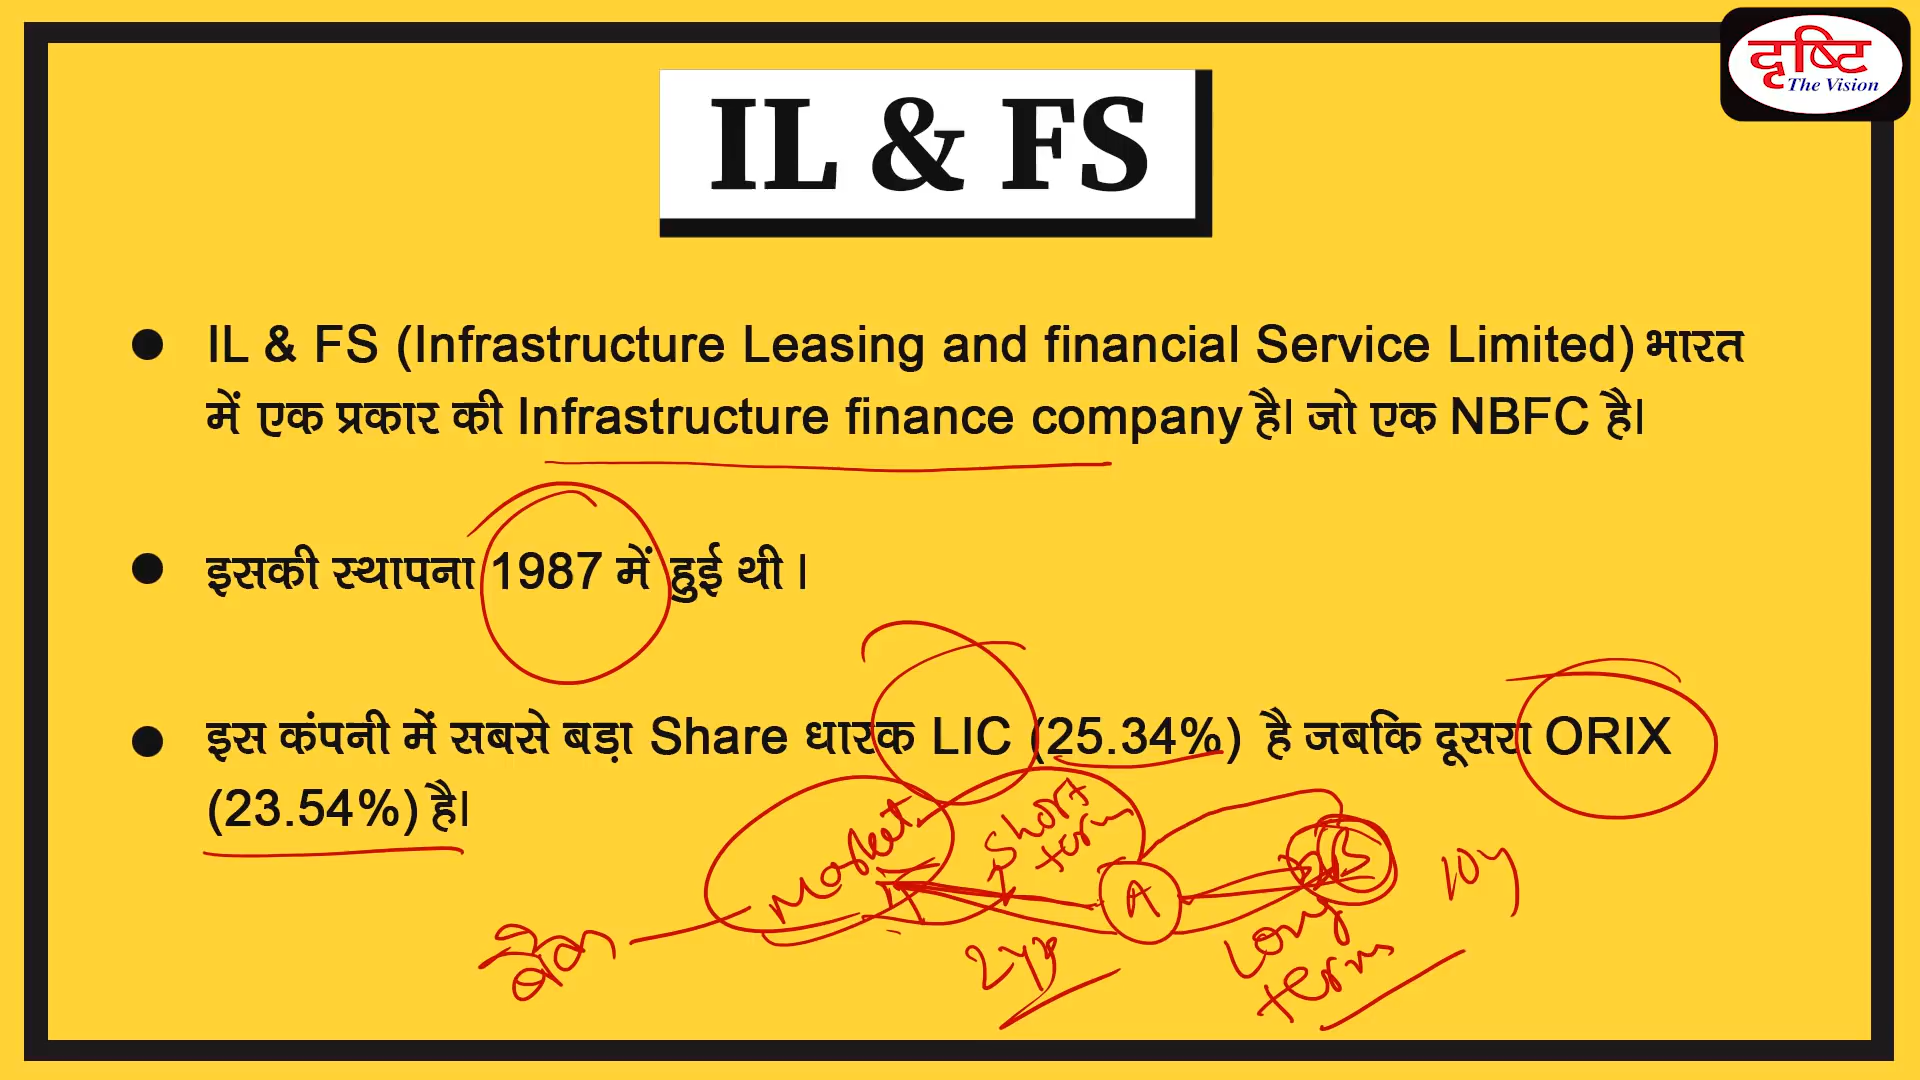 दृष्टि
The Vision
IL & FS
IL & FS (Infrastructure Leasing and financial Service Limited) भारत
में एक प्रकार की Infrastructure finance company है। जो एक NBFC है।
इसकी स्थापना 1987 में हुई थी ।
इस कंपनी में सबसे बड़ा Share धारक LIC (25.34%) है जबकि दूसरा ORIX
(23.54%) है।
Market
Short
term
A
10y
Long
term